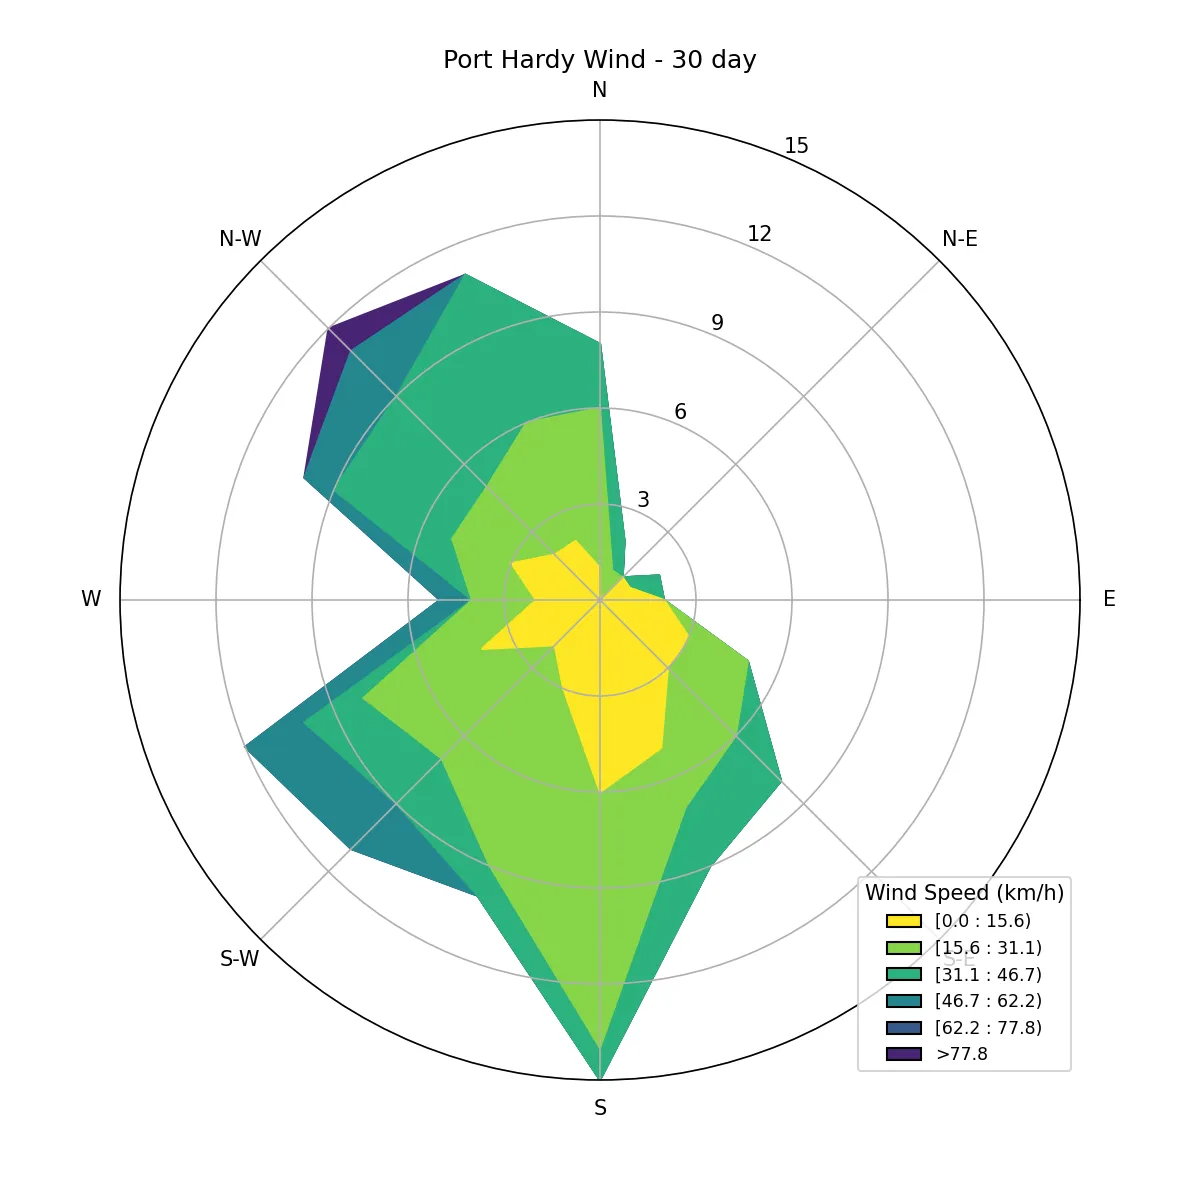 Port Hardy Wind - 30 day
N
15
N-W
12
N-E
9
6
3
W
E
Wind Speed (km/h)
[0.0 : 15.6)
[15.6 : 31.1)
S-W
S-E
[31.1 : 46.7)
[46.7 : 62.2)
[62.2 : 77.8)
>77.8
S